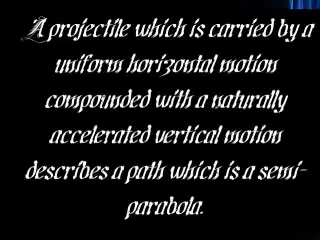 A projectile which is carried by a
uniform horizontal motion
compounded with a naturally
accelerated vertical motion
describes a path which is a semi-
parabola.